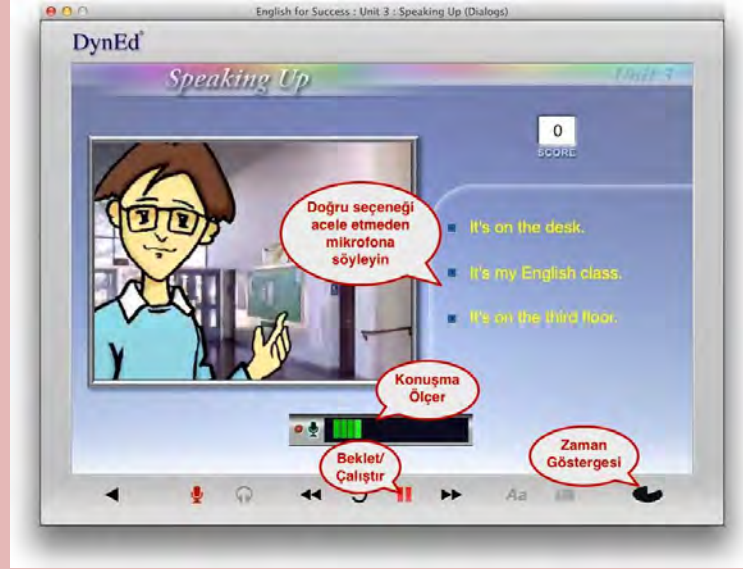 English for Success : Unit 3 : Speaking Up (Dialogs)
DynEd
Speaking Up
Unit 3
0
SCORE
Doğru seçeneği
acele etmeden
mikrofona
söyleyin
It's on the desk.
It's my English class.
It's on the third floor.
Konuşma
Ölçer
Beklet/
Çalıştır
Zaman
Göstergesi
Aa